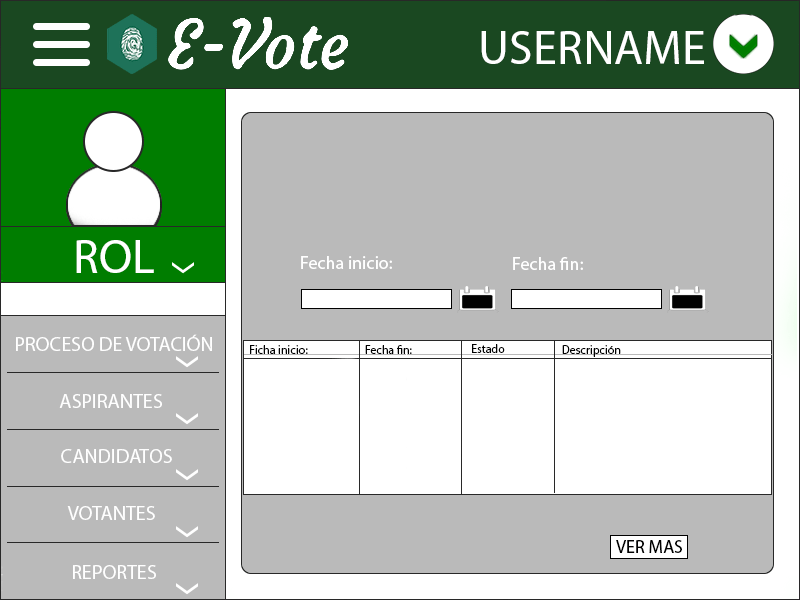 E-Vote
USERNAME
ROL
PROCESO DE VOTACIÓN
ASPIRANTES
CANDIDATOS
VOTANTES
REPORTES
Fecha inicio:
Fecha fin:
Ficha inicio:
Fecha fin:
Estado
Descripción
VER MAS